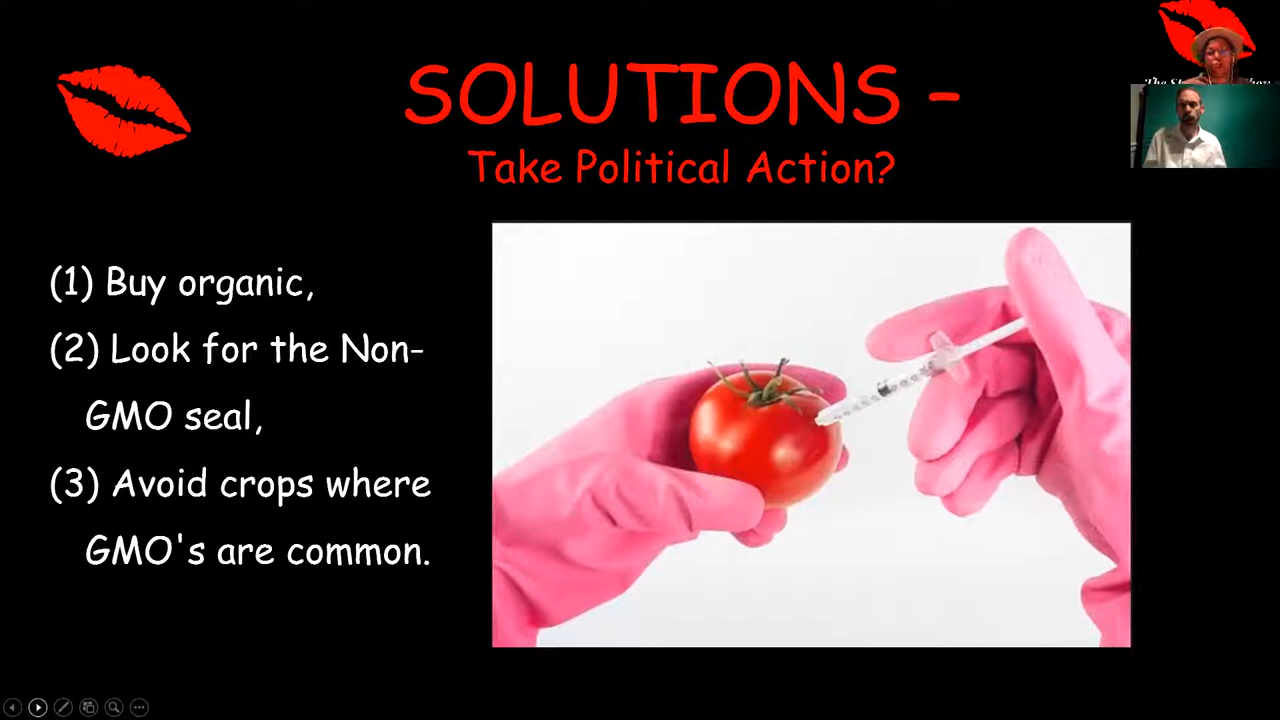 SOLUTIONS –
Take Political Action?
(1) Buy organic,
(2) Look for the Non-
GMO seal,
(3) Avoid crops where
GMO's are common.
The